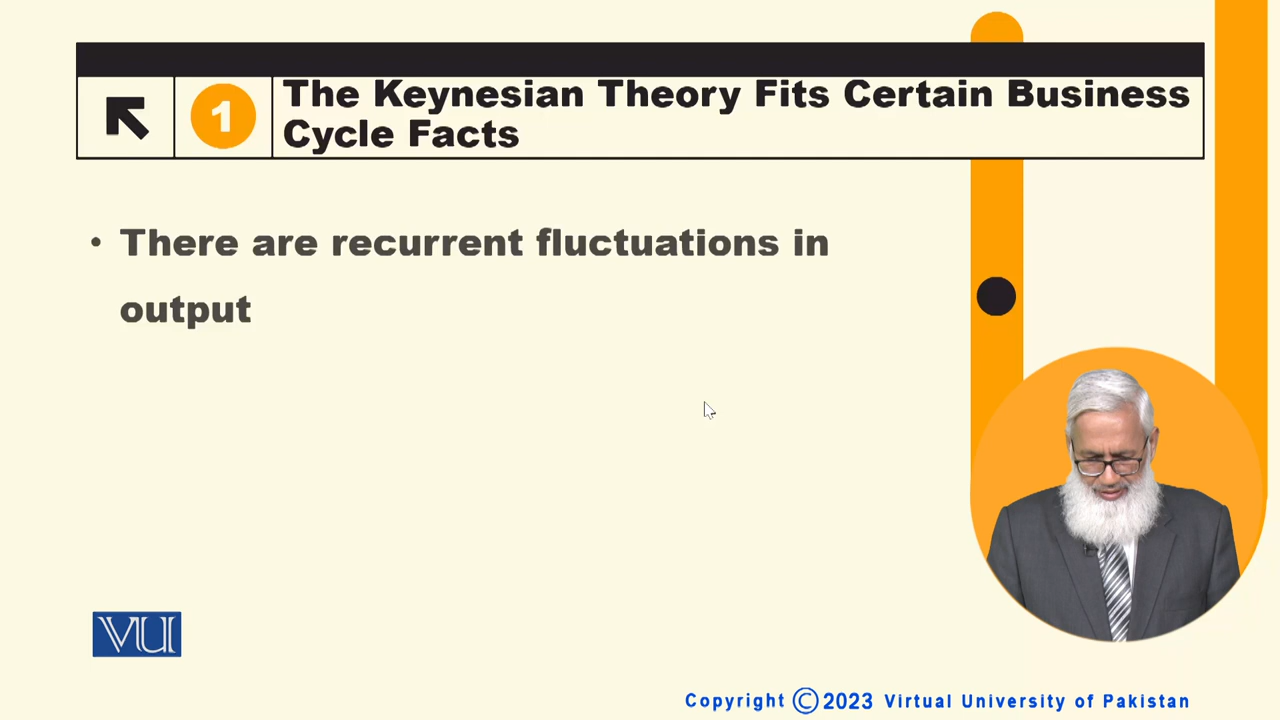 1
The Keynesian Theory Fits Certain Business
Cycle Facts
• There are recurrent fluctuations in
output
VU
Copyright ©2023 Virtual University of Pakistan